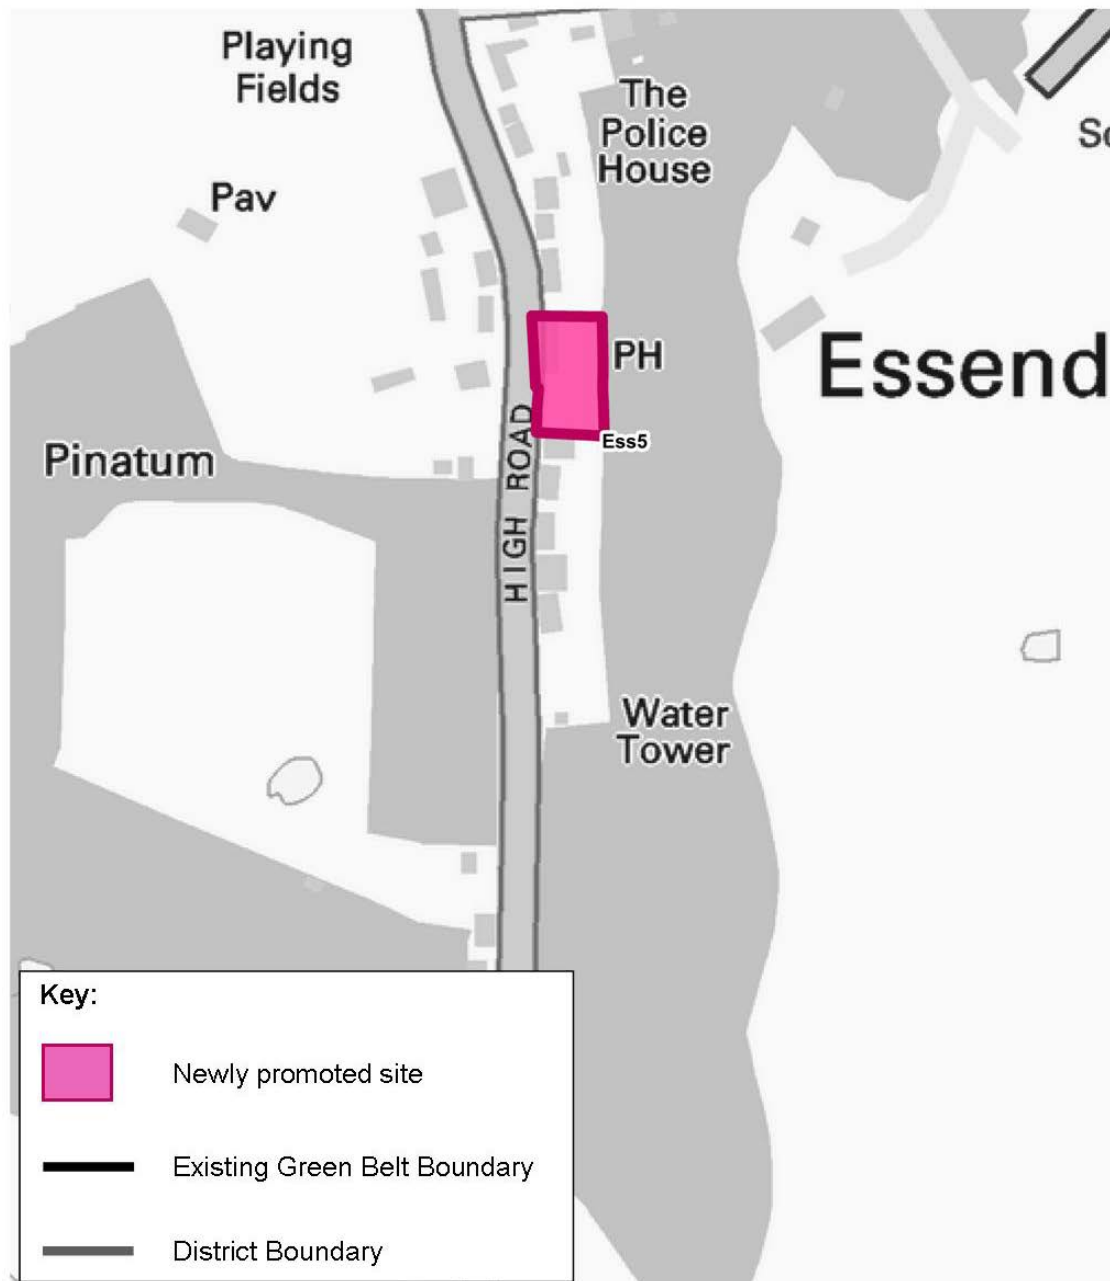 Playing
Fields
The
Police
House
Pav
PH
Essend
HIGH ROAD
Ess5
Pinatum
Water
Tower
Key:
Newly promoted site
Existing Green Belt Boundary
District Boundary